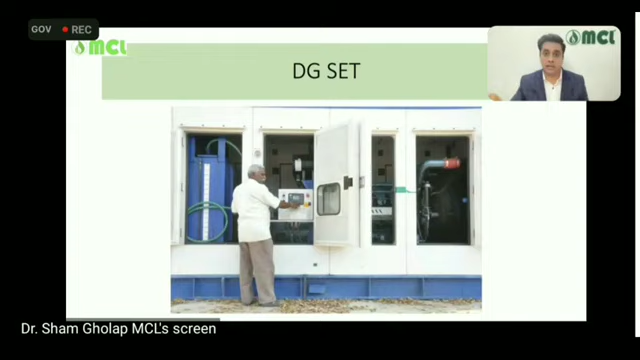 GOV REC
MCL
MCL
DG SET
Dr. Sham Gholap MCL's screen